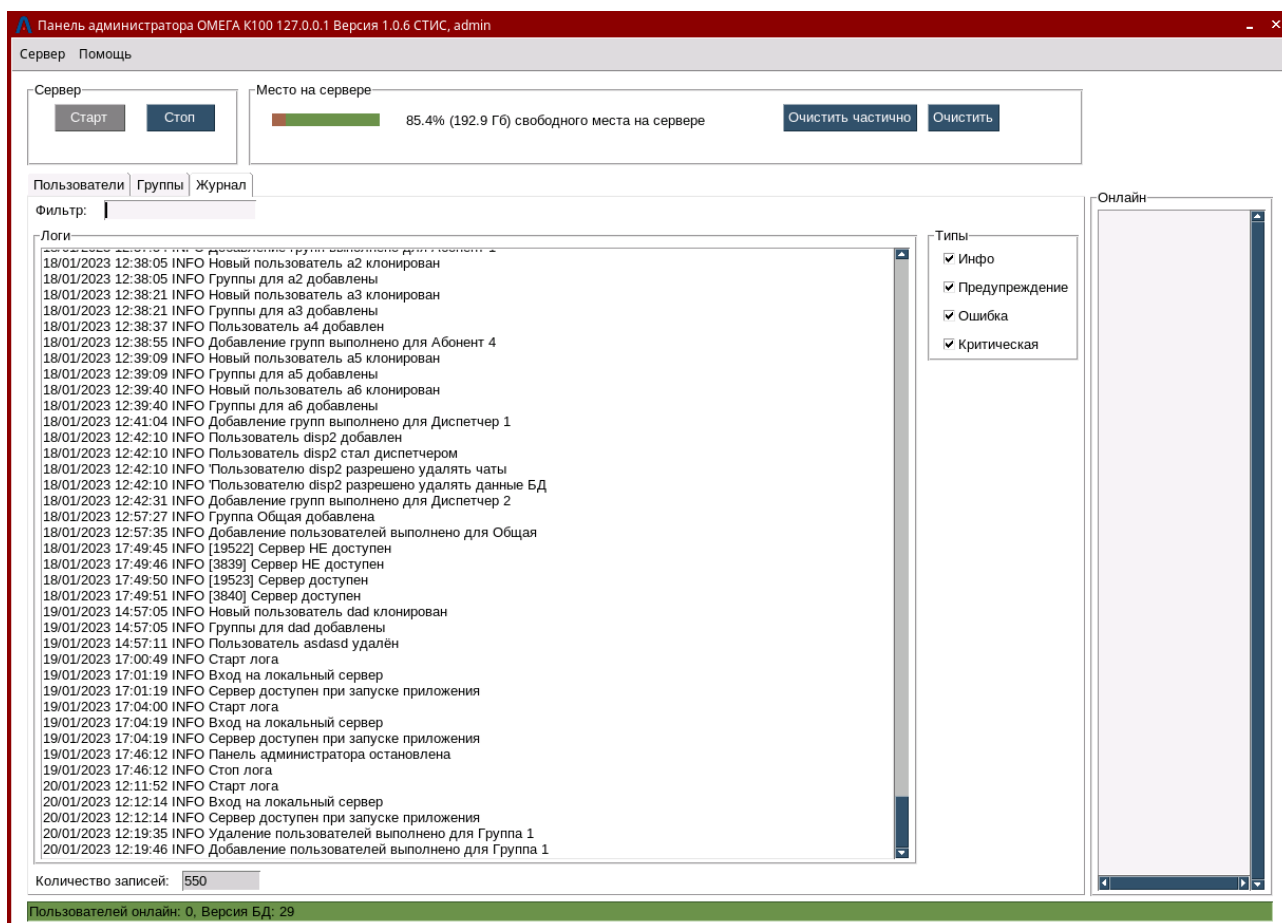 Панель администратора ОМЕГА К100 127.0.0.1 Версия 1.0.6 СТИС, admin
Сервер Помощь
Сервер
Старт Стоп
Место на сервере
85.4% (192.9 Гб) свободного места на сервере
Очистить частично Очистить
Пользователи Группы Журнал
Фильтр:
Логи
18/01/2023 12:37:54 INFO Добавление групп выполнено для Абонент 1
18/01/2023 12:38:05 INFO Новый пользователь a2 клонирован
18/01/2023 12:38:05 INFO Группы для a2 добавлены
18/01/2023 12:38:21 INFO Новый пользователь a3 клонирован
18/01/2023 12:38:21 INFO Группы для a3 добавлены
18/01/2023 12:38:37 INFO Пользователь a4 добавлен
18/01/2023 12:38:55 INFO Добавление групп выполнено для Абонент 4
18/01/2023 12:39:09 INFO Новый пользователь a5 клонирован
18/01/2023 12:39:09 INFO Группы для a5 добавлены
18/01/2023 12:39:40 INFO Новый пользователь a6 клонирован
18/01/2023 12:39:40 INFO Группы для a6 добавлены
18/01/2023 12:41:04 INFO Добавление групп выполнено для Диспетчер 1
18/01/2023 12:42:10 INFO Пользователь disp2 добавлен
18/01/2023 12:42:10 INFO Пользователь disp2 стал диспетчером
18/01/2023 12:42:10 INFO 'Пользователю disp2 разрешено удалять чаты
18/01/2023 12:42:10 INFO 'Пользователю disp2 разрешено удалять данные БД
18/01/2023 12:42:31 INFO Добавление групп выполнено для Диспетчер 2
18/01/2023 12:57:27 INFO Группа Общая добавлена
18/01/2023 12:57:35 INFO Добавление пользователей выполнено для Общая
18/01/2023 17:49:45 INFO [19522] Сервер НЕ доступен
18/01/2023 17:49:46 INFO [3839] Сервер НЕ доступен
18/01/2023 17:49:50 INFO [19523] Сервер доступен
18/01/2023 17:49:51 INFO [3840] Сервер доступен
19/01/2023 14:57:05 INFO Новый пользователь dad клонирован
19/01/2023 14:57:05 INFO Группы для dad добавлены
19/01/2023 14:57:11 INFO Пользователь asdasd удалён
19/01/2023 17:00:49 INFO Старт лога
19/01/2023 17:01:19 INFO Вход на локальный сервер
19/01/2023 17:01:19 INFO Сервер доступен при запуске приложения
19/01/2023 17:04:00 INFO Старт лога
19/01/2023 17:04:19 INFO Вход на локальный сервер
19/01/2023 17:04:19 INFO Сервер доступен при запуске приложения
19/01/2023 17:46:12 INFO Панель администратора остановлена
19/01/2023 17:46:12 INFO Стоп лога
20/01/2023 12:11:52 INFO Старт лога
20/01/2023 12:12:14 INFO Вход на локальный сервер
20/01/2023 12:12:14 INFO Сервер доступен при запуске приложения
20/01/2023 12:19:35 INFO Удаление пользователей выполнено для Группа 1
20/01/2023 12:19:46 INFO Добавление пользователей выполнено для Группа 1
Типы
Инфо
Предупреждение
Ошибка
Критическая
Онлайн
Количество записей: 550
Пользователей онлайн: 0, Версия БД: 29